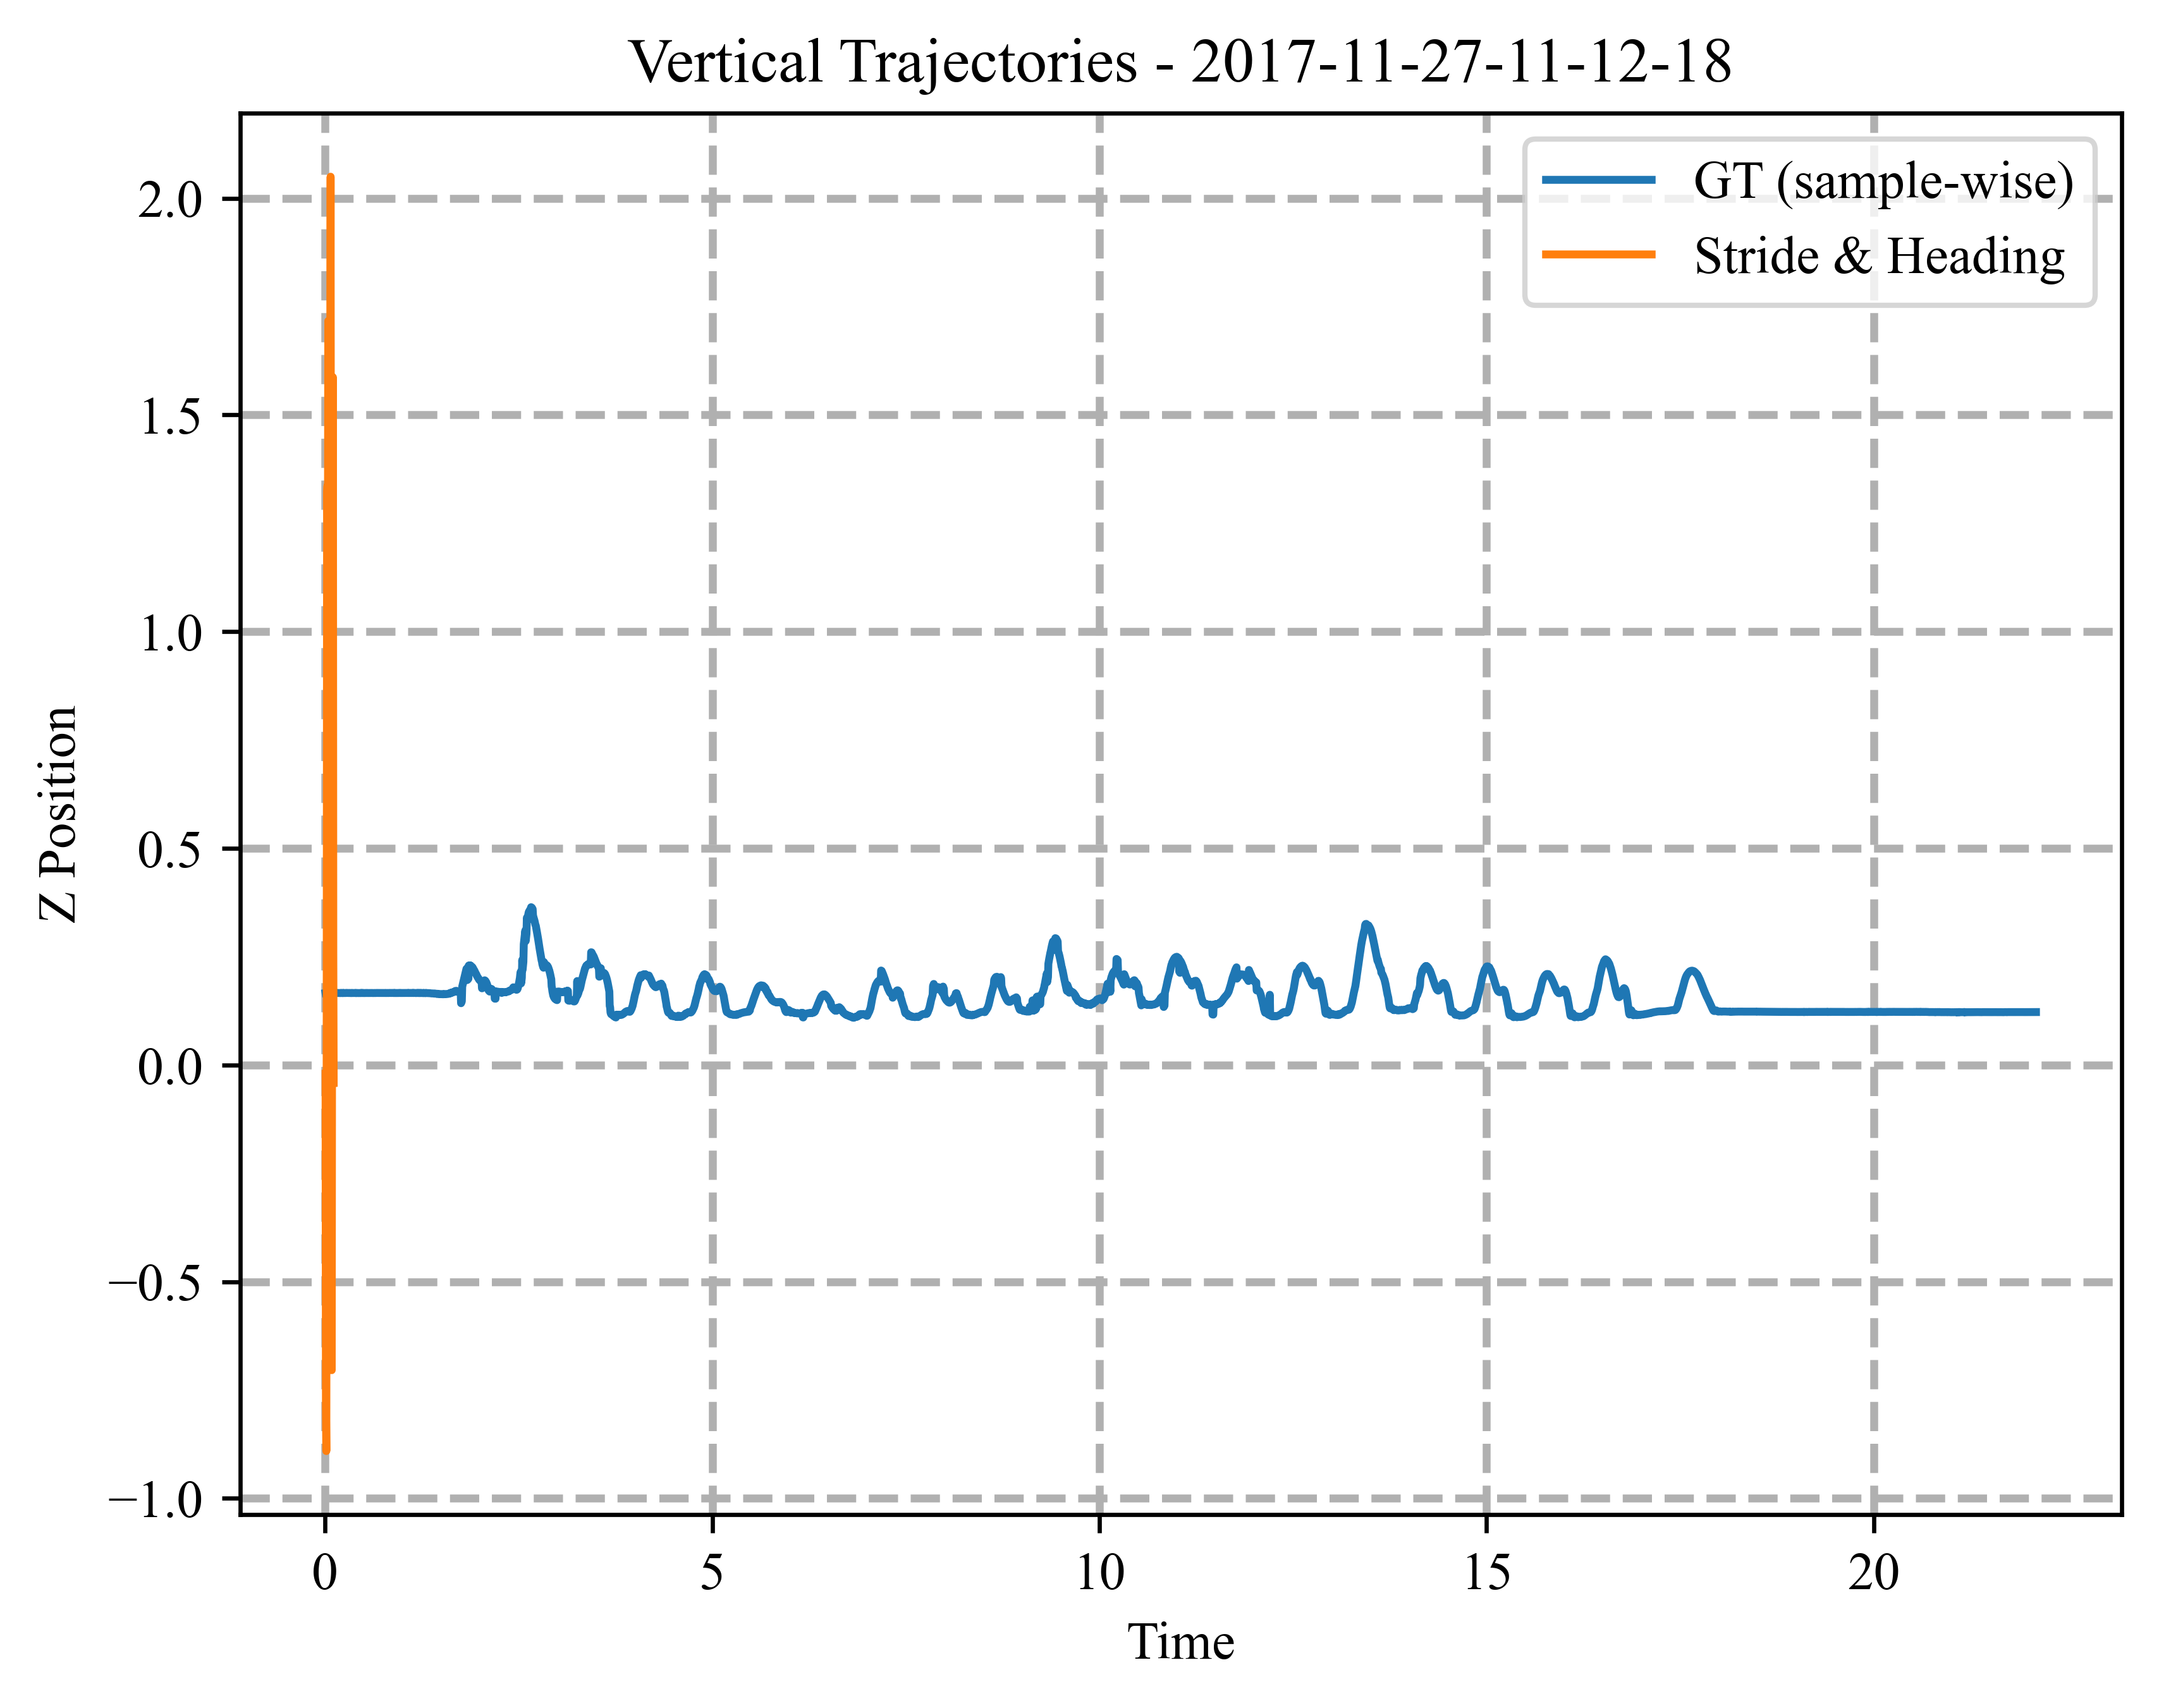 Vertical Trajectories - 2017-11-27-11-12-18
GT (sample-wise)
Stride & Heading
Z Position
2.0
1.5
1.0
0.5
0.0
−0.5
−1.0
0 5 10 15 20
Time